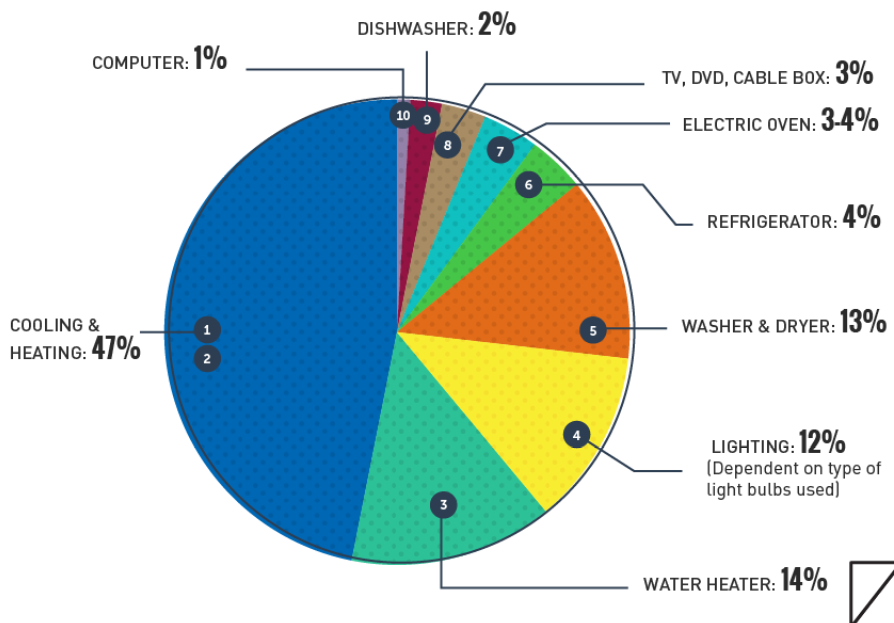 DISHWASHER: 2%
COMPUTER: 1%
TV, DVD, CABLE BOX: 3%
ELECTRIC OVEN: 3-4%
REFRIGERATOR: 4%
WASHER & DRYER: 13%
LIGHTING: 12%
(Dependent on type of
light bulbs used)
WATER HEATER: 14%
COOLING &
HEATING: 47%
10
9
8
7
6
5
4
3
1
2